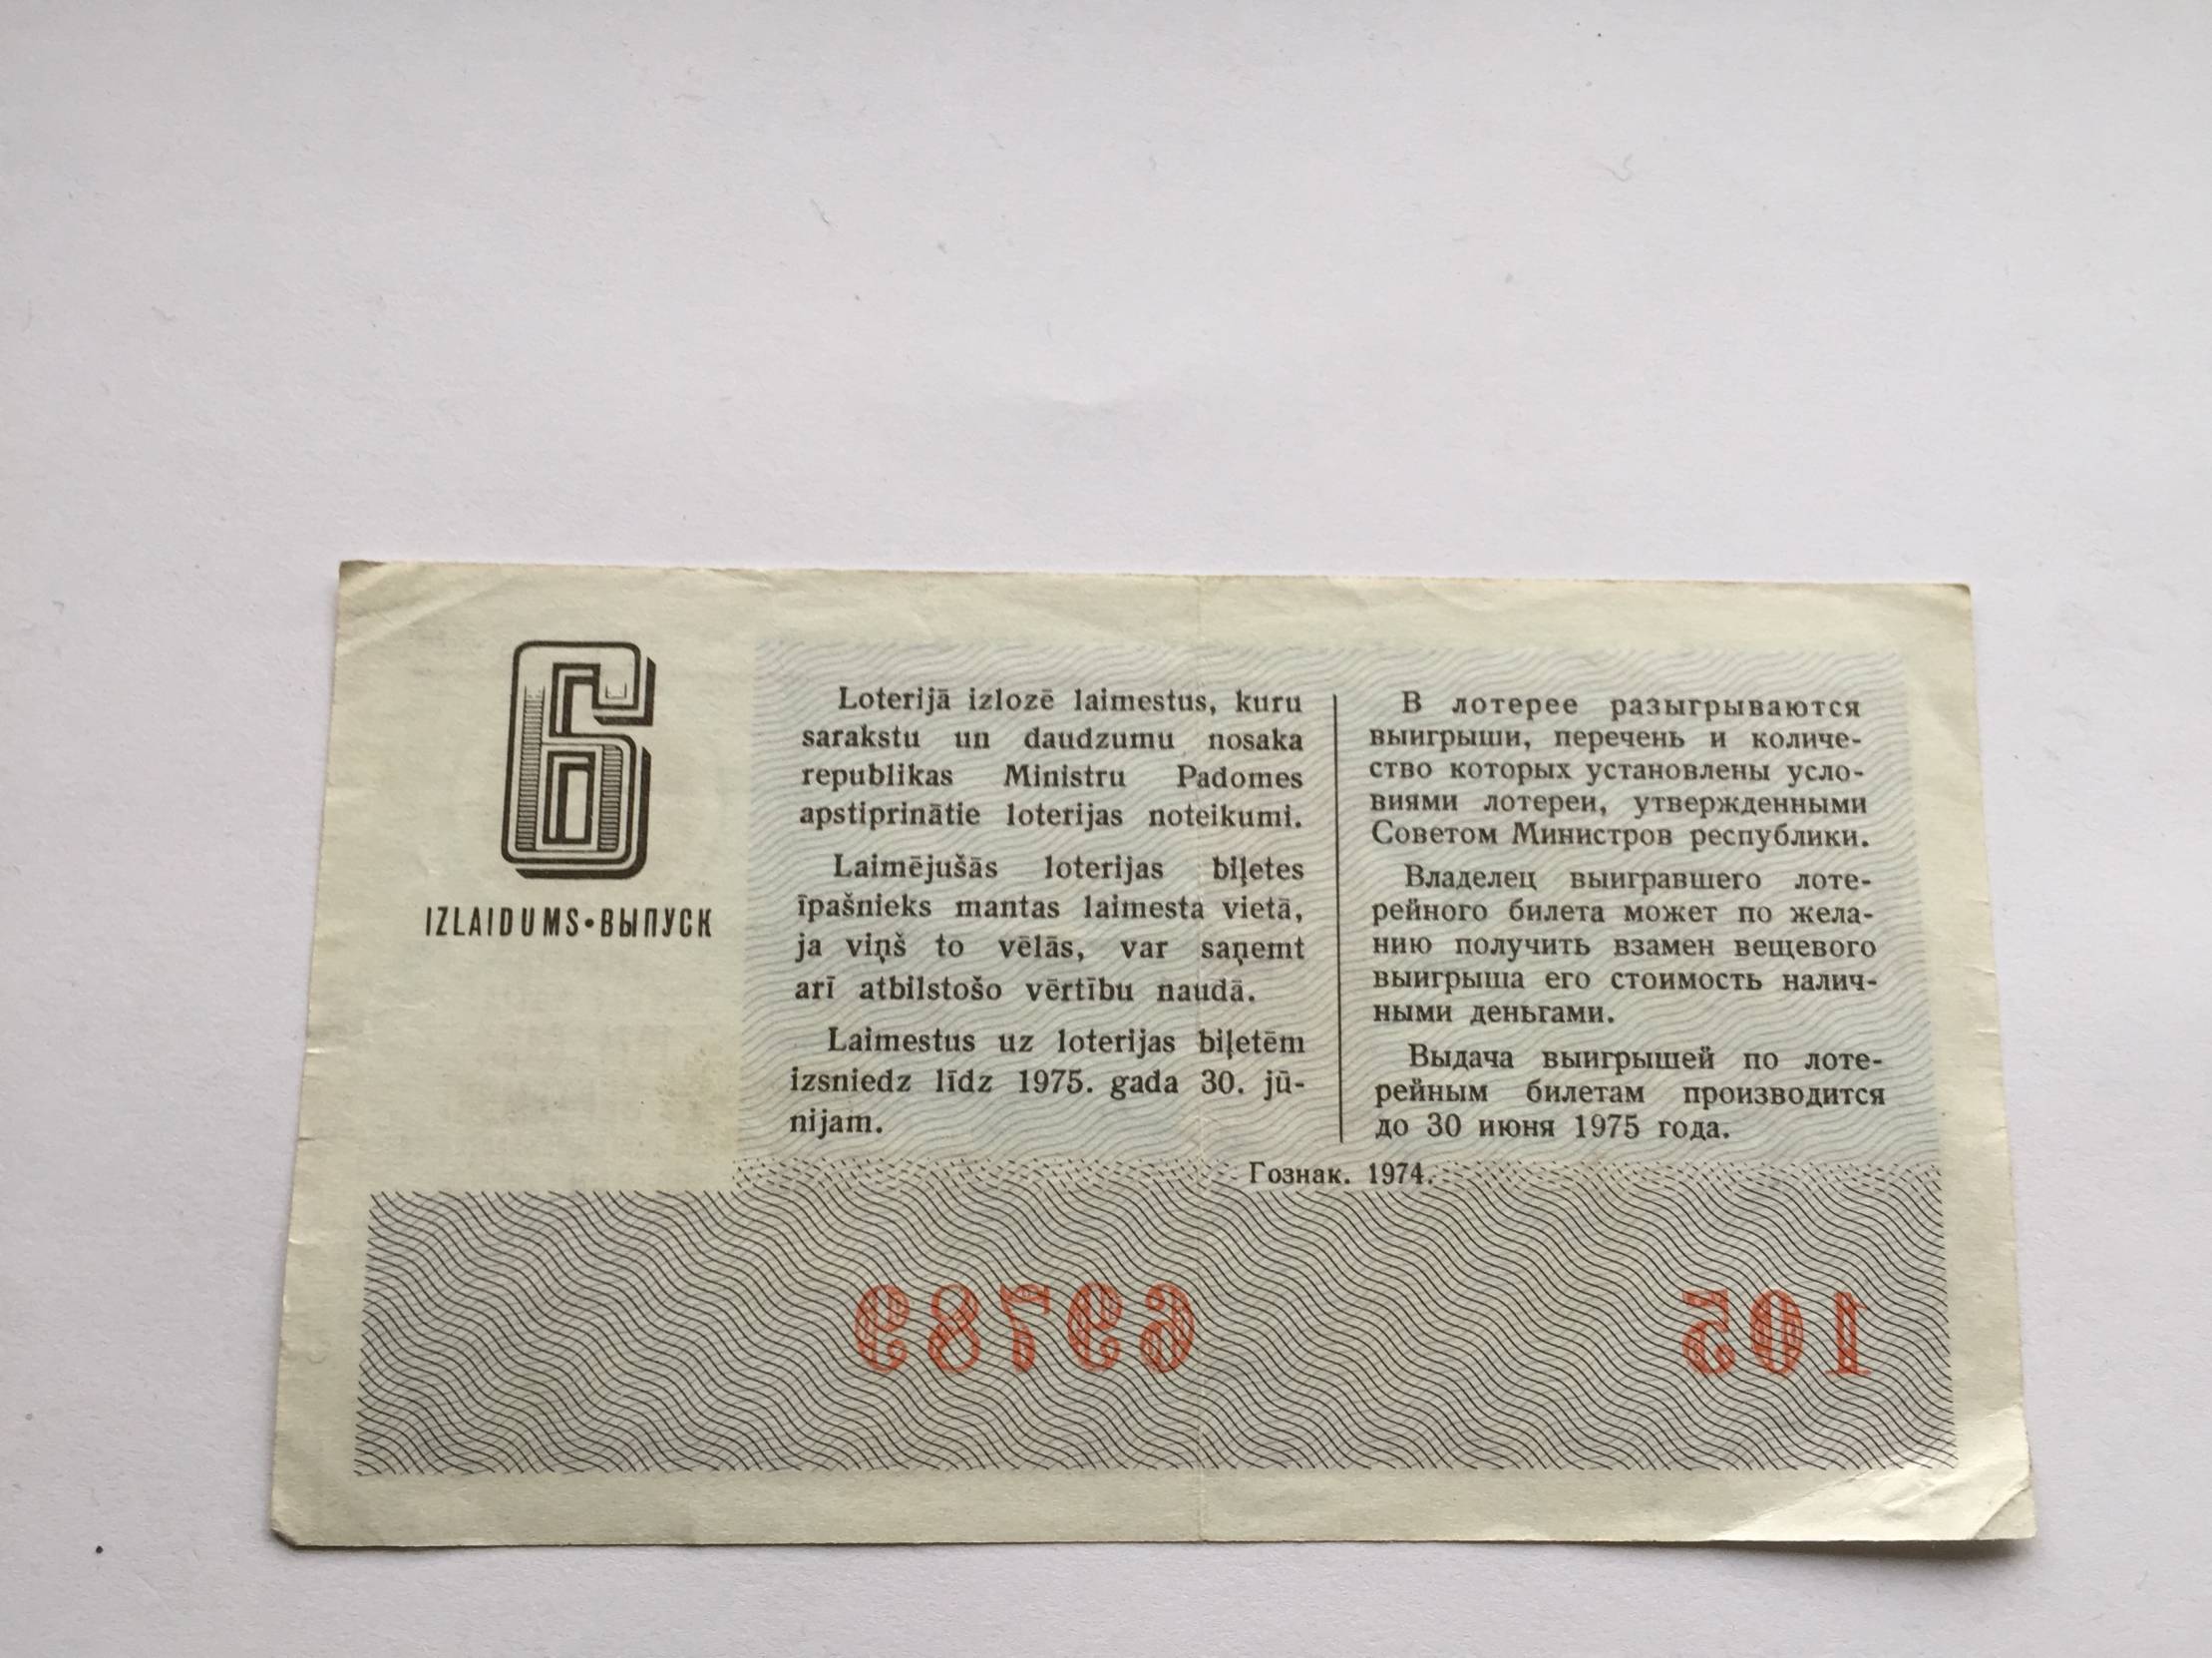 6
IZLAIDUMS•ВЫПУСК
Loterijā izlozē laimestus, kuru
sarakstu un daudzumu nosaka
republikas Ministru Padomes
apstiprinātie loterijas noteikumi.
Laimējušās loterijas biļetes
īpašnieks mantas laimesta vietā,
ja viņš to vēlās, var saņemt
arī atbilstošo vērtību naudā.
Laimestus uz loterijas biļetēm
izsniedz līdz 1975. gada 30. jū-
nijam.
В лотерее разыгрываются
выигрыши, перечень и количе-
ство которых установлены усло-
виями лотереи, утвержденными
Советом Министров республики.
Владелец выигравшего лоте-
рейного билета может по жела-
нию получить взамен вещевого
выигрыша его стоимость налич-
ными деньгами.
Выдача выигрышей по лоте-
рейным билетам производится
до 30 июня 1975 года.
Гознак. 1974.
69789
105